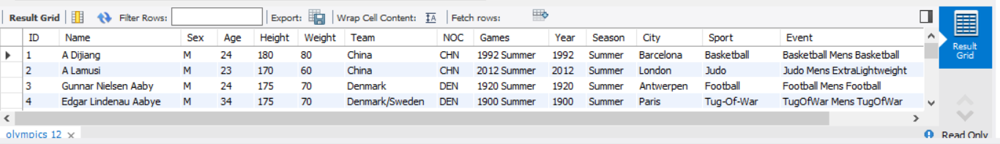 Result Grid Filter Rows: Export: Wrap Cell Content: IA Fetch rows:
ID Name Sex Age Height Weight Team NOC Games Year Season City Sport Event
1 A Dijiang M 24 180 80 China CHN 1992 Summer 1992 Summer Barcelona Basketball Basketball Mens Basketball
2 A Lamusi M 23 170 60 China CHN 2012 Summer 2012 Summer London Judo Judo Mens ExtraLightweight
3 Gunnar Nielsen Aaby M 24 175 70 Denmark DEN 1920 Summer 1920 Summer Antwerpen Football Football Mens Football
4 Edgar Lindenau Aabye M 34 175 70 Denmark/Sweden DEN 1900 Summer 1900 Summer Paris Tug-Of-War TugOfWar Mens TugOfWar
Result
Grid
olympics 12 Read Only